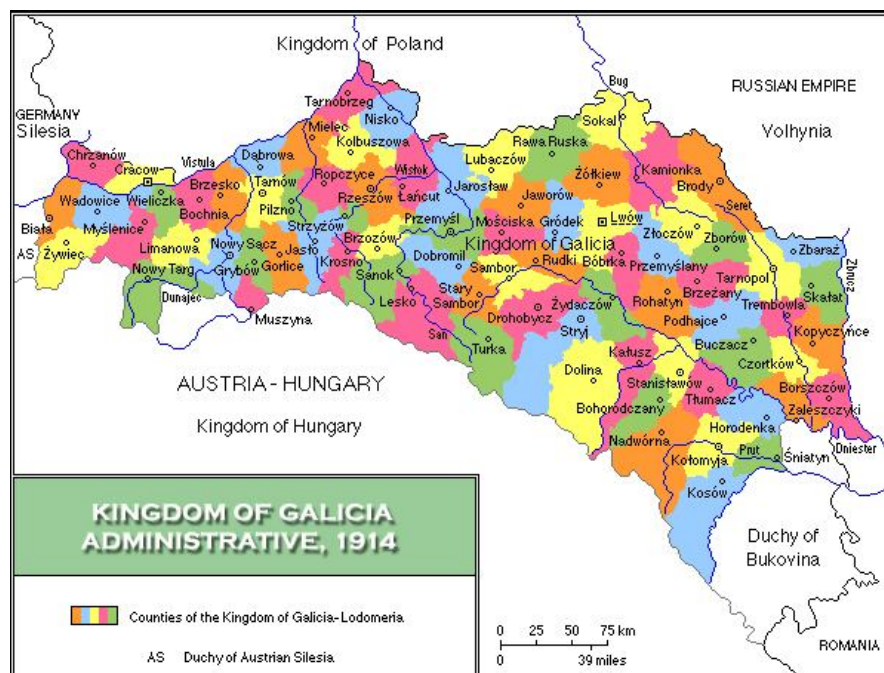 Kingdom of Poland
GERMANY
Silesia
RUSSIAN EMPIRE
Volhynia
Bug
Tarnobrzeg
Nisko
Sokal
Mielec
Kolbuszowa
Rawa Ruska
Lubaczów
Chrzanów
Vistula
Dąbrowa
Cracow
Tarnów
Ropczyce
Wisłok
Jarosław
Żółkiew
Kamionka
Brody
Wadowice
Wieliczka
Brzesko
Bochnia
Pilzno
Rzeszów
Łańcut
Jaworów
Seret
Biała
Myślenice
Strzyżów
Przemyśl
Mościska
Gródek
Lwów
Złoczów
Zborów
Zbaraż
AS
Żywiec
Limanowa
Nowy Sącz
Jasło
Brzozów
Kingdom of Galicia
Dobromil
Rudki
Bóbrka
Przemyślany
Tarnopol
Zbrucz
Nowy Targ
Grybów
Gorlice
Krosno
Sanok
Sambor
Brzeżany
Skałat
Dunajec
Lesko
Stary
Sambor
Rohatyn
Trembowla
Muszyna
Drohobycz
Żydaczów
Podhajce
Kopyczyńce
San
Turka
Stryj
Buczacz
Kałusz
Czortków
Dolina
Stanisławów
Tłumacz
Borszczów
Zaleszczyki
Bohorodczany
Horodenka
Nadwórna
Dniester
Kołomyja
Prut
Śniatyn
Kosów
AUSTRIA - HUNGARY
Kingdom of Hungary
Duchy of
Bukovina
ROMANIA
KINGDOM OF GALICIA
ADMINISTRATIVE, 1914
Counties of the Kingdom of Galicia-Lodomeria
AS Duchy of Austrian Silesia
0 25 50 75 km
0 39 miles